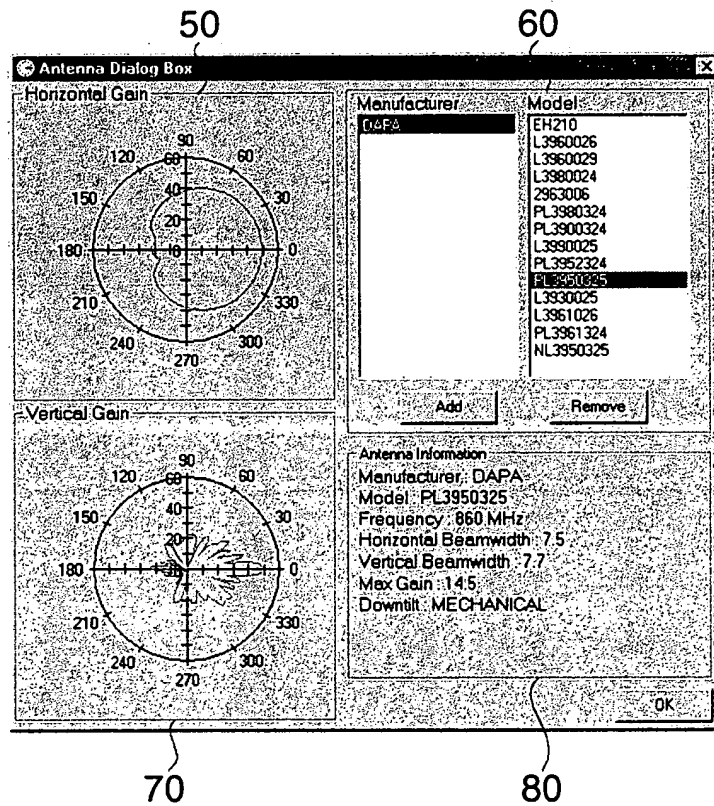 50 60
Antenna Dialog Box
Horizontal Gain
90
120 60 60
150 40 30
20
180 0 0
210 330
240 300
270
Manufacturer Model
DAPA EH210
L3960026
L3960029
L3980024
2963006
PL3980324
PL3900324
L3990025
PL3952324
PL3950325
L3930025
L3961026
PL3961324
NL3950325
Add Remove
Vertical Gain
90
120 60 60
150 40 30
20
180 0
210 330
240 300
270
Antenna Information
Manufacturer : DAPA
Model : PL3950325
Frequency : 860 MHz
Horizontal Beamwidth : 7.5
Vertical Beamwidth : 7.7
Max Gain : 14.5
Downtilt : MECHANICAL
OK
70 80